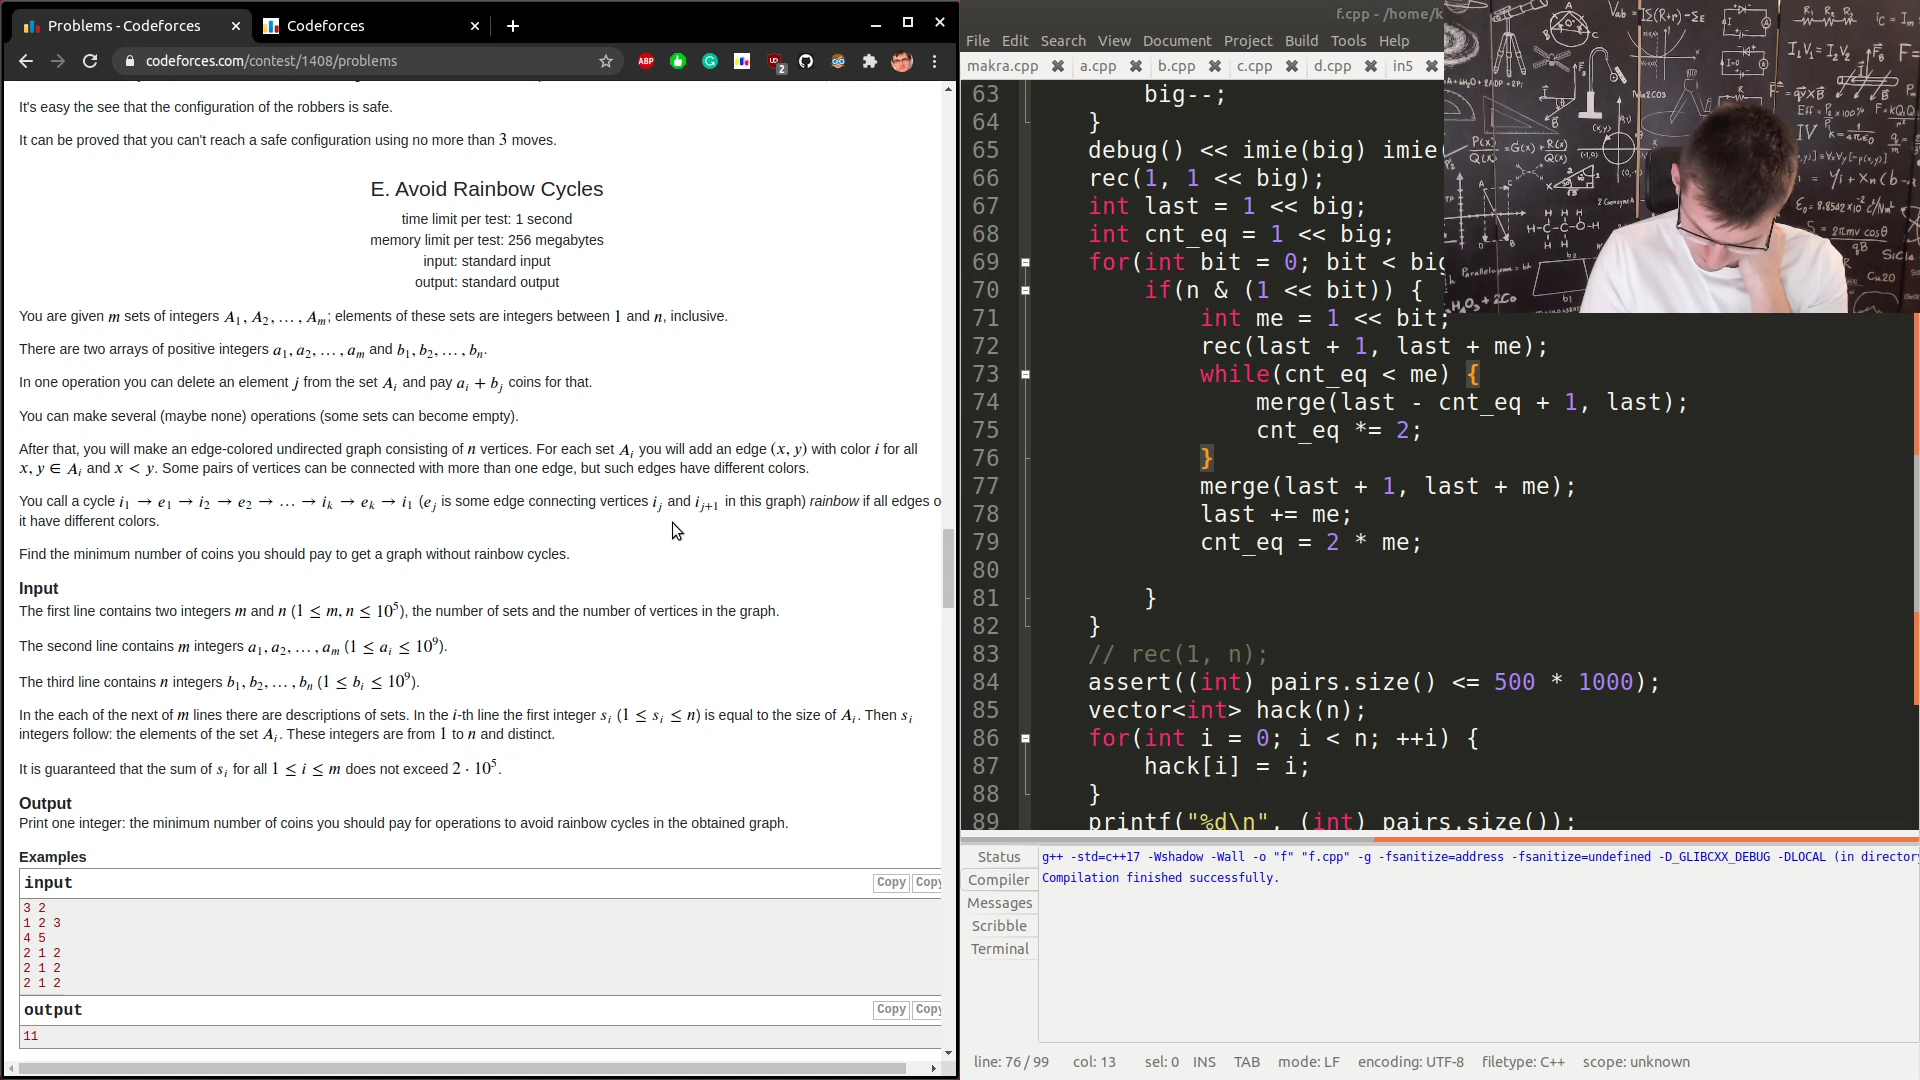 Problems - Codeforces
Codeforces
codeforces.com/contest/1408/problems
It's easy the see that the configuration of the robbers is safe.
It can be proved that you can't reach a safe configuration using no more than 3 moves.
E. Avoid Rainbow Cycles
time limit per test: 1 second
memory limit per test: 256 megabytes
input: standard input
output: standard output
You are given m sets of integers A₁, A₂, …, Aₘ; elements of these sets are integers between 1 and n, inclusive.
There are two arrays of positive integers a₁, a₂, …, aₘ and b₁, b₂, …, bₙ.
In one operation you can delete an element j from the set Aᵢ and pay aᵢ + bⱼ coins for that.
You can make several (maybe none) operations (some sets can become empty).
After that, you will make an edge-colored undirected graph consisting of n vertices. For each set Aᵢ you will add an edge (x, y) with color i for all
x, y ∈ Aᵢ and x < y. Some pairs of vertices can be connected with more than one edge, but such edges have different colors.
You call a cycle i₁ → e₁ → i₂ → e₂ → … → iₖ → eₖ → i₁ (eⱼ is some edge connecting vertices iⱼ and iⱼ₊₁ in this graph) rainbow if all edges o
it have different colors.
Find the minimum number of coins you should pay to get a graph without rainbow cycles.
Input
The first line contains two integers m and n (1 ≤ m, n ≤ 10⁵), the number of sets and the number of vertices in the graph.
The second line contains m integers a₁, a₂, …, aₘ (1 ≤ aᵢ ≤ 10⁹).
The third line contains n integers b₁, b₂, …, bₙ (1 ≤ bᵢ ≤ 10⁹).
In the each of the next of m lines there are descriptions of sets. In the i-th line the first integer sᵢ (1 ≤ sᵢ ≤ n) is equal to the size of Aᵢ. Then sᵢ
integers follow: the elements of the set Aᵢ. These integers are from 1 to n and distinct.
It is guaranteed that the sum of sᵢ for all 1 ≤ i ≤ m does not exceed 2 · 10⁵.
Output
Print one integer: the minimum number of coins you should pay for operations to avoid rainbow cycles in the obtained graph.
Examples
input
Copy Copy
3 2
1 2 3
4 5
2 1 2
2 1 2
2 1 2
output
Copy Copy
11
f.cpp - /home/k
File Edit Search View Document Project Build Tools Help
makra.cpp a.cpp b.cpp c.cpp d.cpp in5
63 big--;
64 }
65 debug() << imie(big) imie(
66 rec(1, 1 << big);
67 int last = 1 << big;
68 int cnt_eq = 1 << big;
69 for(int bit = 0; bit < big
70 if(n & (1 << bit)) {
71 int me = 1 << bit;
72 rec(last + 1, last + me);
73 while(cnt_eq < me) {
74 merge(last - cnt_eq + 1, last);
75 cnt_eq *= 2;
76 }
77 merge(last + 1, last + me);
78 last += me;
79 cnt_eq = 2 * me;
80
81 }
82 }
83 // rec(1, n);
84 assert((int) pairs.size() <= 500 * 1000);
85 vector<int> hack(n);
86 for(int i = 0; i < n; ++i) {
87 hack[i] = i;
88 }
89 printf("%d\n", (int) pairs.size());
Status
Compiler
Messages
Scribble
Terminal
g++ -std=c++17 -Wshadow -Wall -o "f" "f.cpp" -g -fsanitize=address -fsanitize=undefined -D_GLIBCXX_DEBUG -DLOCAL (in directory
Compilation finished successfully.
line: 76 / 99 col: 13 sel: 0 INS TAB mode: LF encoding: UTF-8 filetype: C++ scope: unknown